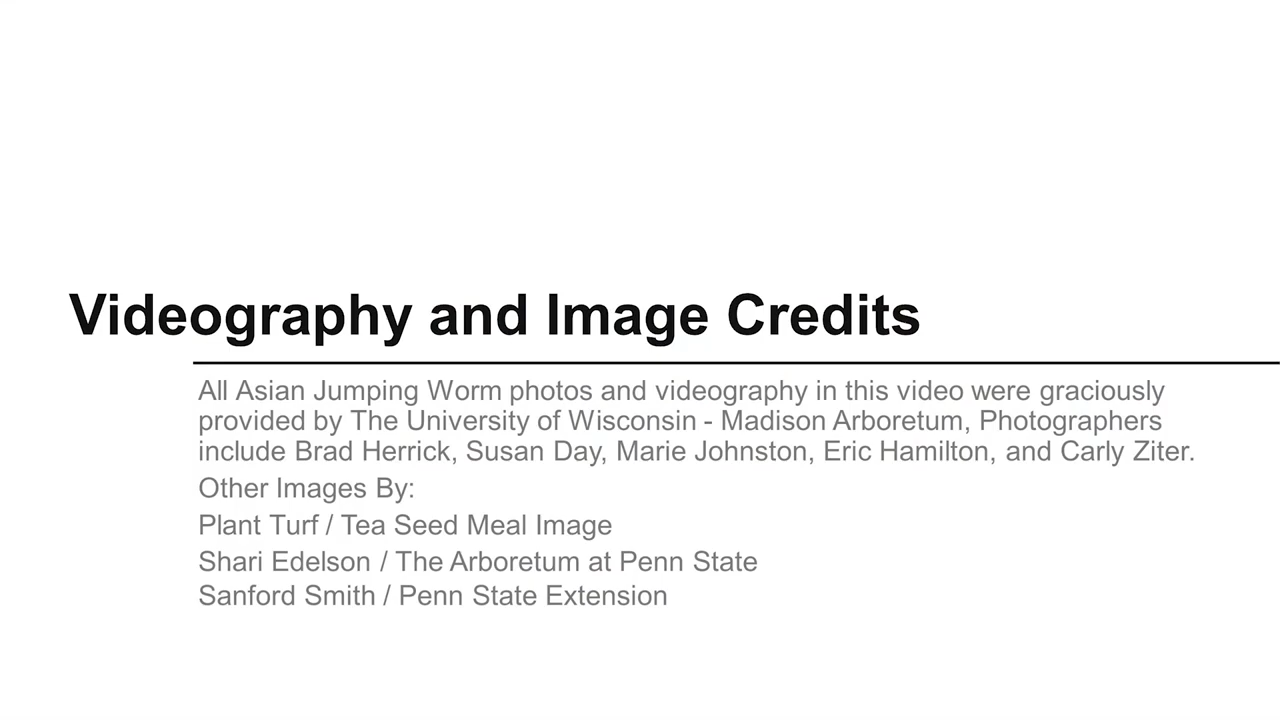 Videography and Image Credits
All Asian Jumping Worm photos and videography in this video were graciously
provided by The University of Wisconsin - Madison Arboretum, Photographers
include Brad Herrick, Susan Day, Marie Johnston, Eric Hamilton, and Carly Ziter.
Other Images By:
Plant Turf / Tea Seed Meal Image
Shari Edelson / The Arboretum at Penn State
Sanford Smith / Penn State Extension